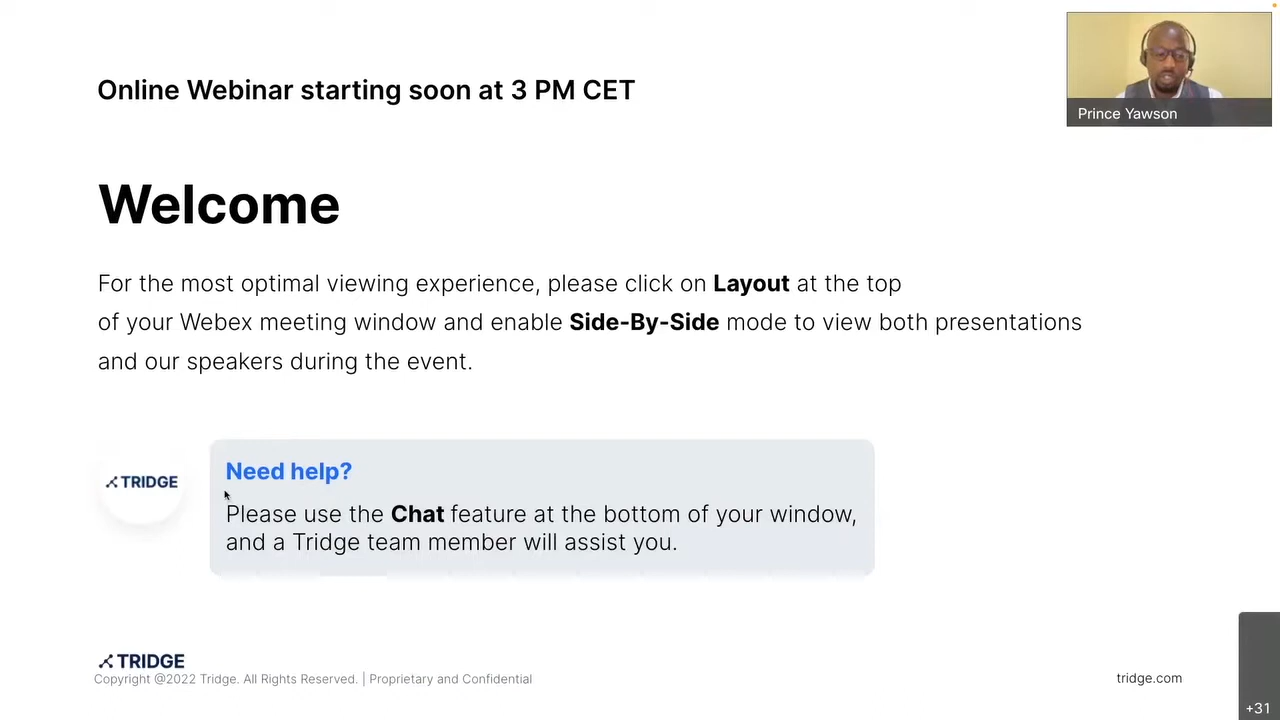 Online Webinar starting soon at 3 PM CET
Prince Yawson
Welcome
For the most optimal viewing experience, please click on Layout at the top
of your Webex meeting window and enable Side-By-Side mode to view both presentations
and our speakers during the event.
TRIDGE
Need help?
Please use the Chat feature at the bottom of your window,
and a Tridge team member will assist you.
TRIDGE
Copyright @2022 Tridge. All Rights Reserved. | Proprietary and Confidential
tridge.com
+31